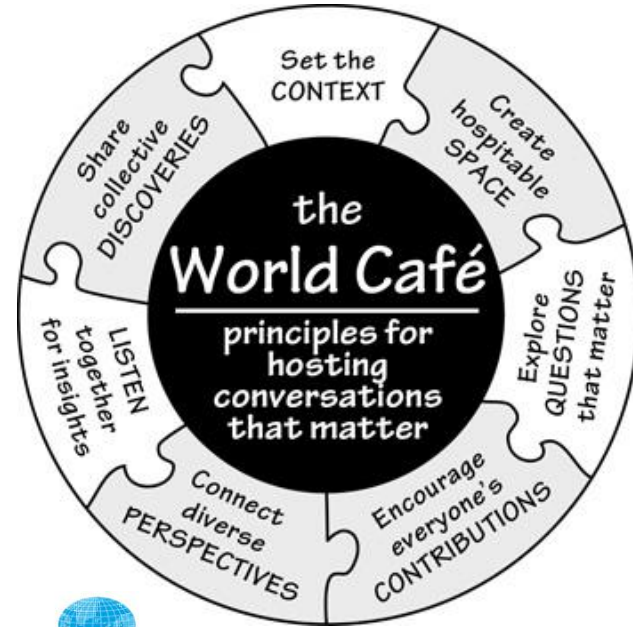 the
World Café
principles for
hosting
conversations
that matter
Set the
CONTEXT
Create
hospitable
SPACE
Explore
QUESTIONS
that matter
Encourage
everyone's
CONTRIBUTIONS
Connect
diverse
PERSPECTIVES
LISTEN
together
for insights
Share
collective
DISCOVERIES